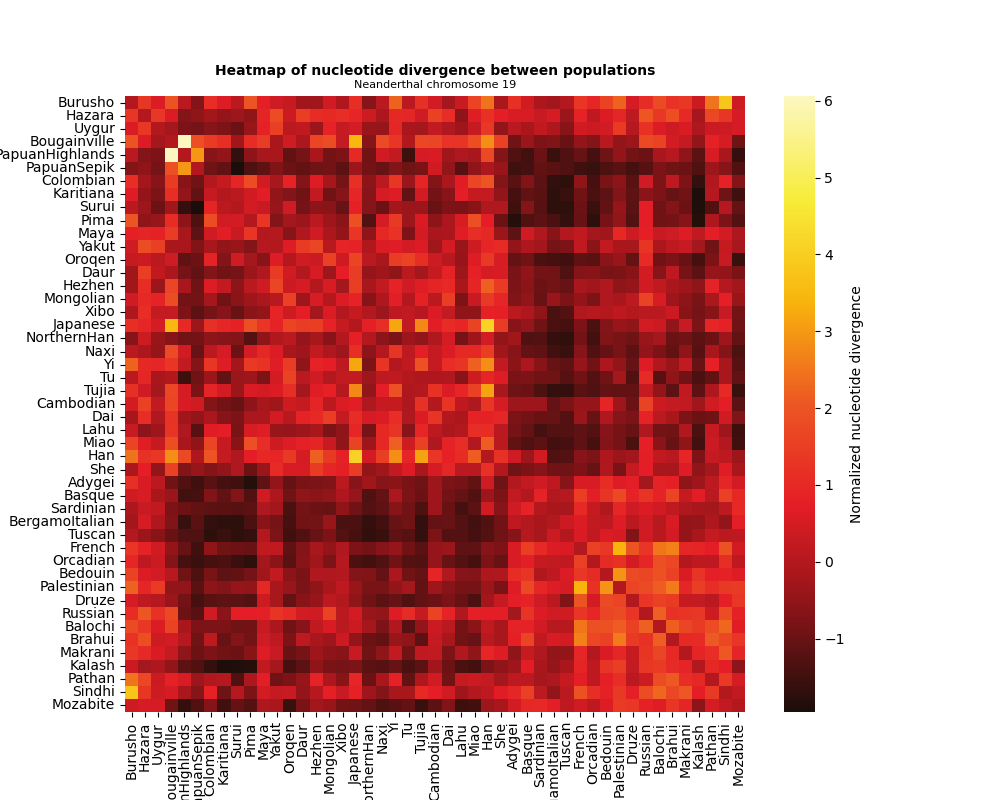 Heatmap of nucleotide divergence between populations
Neanderthal chromosome 19
Burusho
Hazara
Uygur
Bougainville
PapuanHighlands
PapuanSepik
Colombian
Karitiana
Surui
Pima
Maya
Yakut
Oroqen
Daur
Hezhen
Mongolian
Xibo
Japanese
NorthernHan
Naxi
Yi
Tu
Tujia
Cambodian
Dai
Lahu
Miao
Han
She
Adygei
Basque
Sardinian
BergamoItalian
Tuscan
French
Orcadian
Bedouin
Palestinian
Druze
Russian
Balochi
Brahui
Makrani
Kalash
Pathan
Sindhi
Mozabite
Burusho
Hazara
Uygur
ougainville
nHighlands
apuanSepik
Colombian
Karitiana
Surui
Pima
Maya
Yakut
Oroqen
Daur
Hezhen
Mongolian
Xibo
Japanese
orthernHan
Naxi
Yi
Tu
Tujia
Cambodian
Dai
Lahu
Miao
Han
She
Adygei
Basque
Sardinian
amoItalian
Tuscan
French
Orcadian
Bedouin
Palestinian
Druze
Russian
Balochi
Brahui
Makrani
Kalash
Pathan
Sindhi
Mozabite
6
5
4
3
2
1
0
−1
Normalized nucleotide divergence